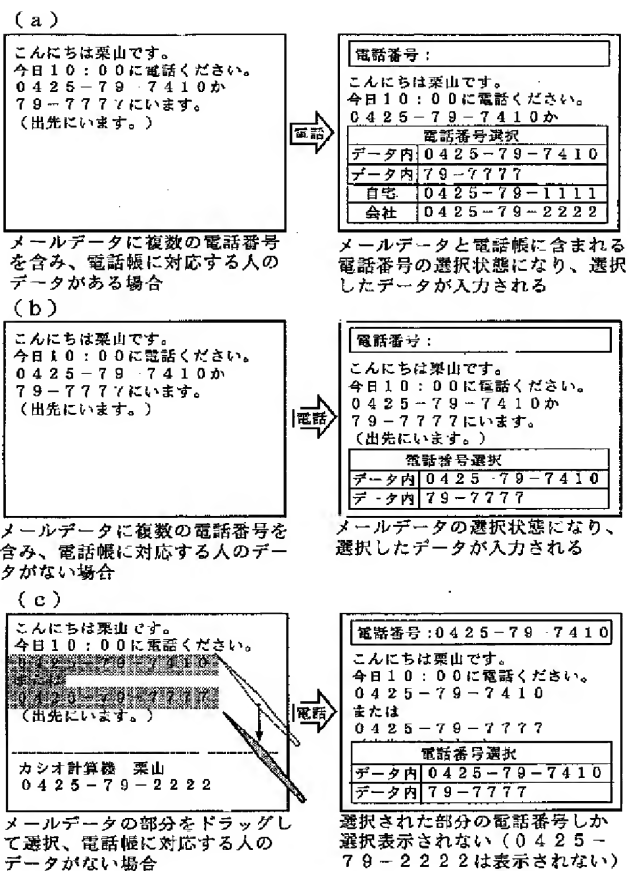 (a)
こんにちは栗山です。
今日10:00に電話ください。
0425-79 7410か
79-7777にいます。
(出先にいます。)
電話
電話番号:
こんにちは栗山です。
今日10:00に電話ください。
0425-79-7410か
電話番号選択
データ内 0425-79-7410
データ内 79-7777
自宅 0425-79-1111
会社 0425-79-2222
メールデータに複数の電話番号
を含み、電話帳に対応する人の
データがある場合
メールデータと電話帳に含まれる
電話番号の選択状態になり、選択
したデータが入力される
(b)
こんにちは栗山です。
今日10:00に電話ください。
0425-79 7410か
79-7777にいます。
(出先にいます。)
電話
電話番号:
こんにちは栗山です。
今日10:00に電話ください。
0425-79-7410か
79-7777にいます。
(出先にいます。)
電話番号選択
データ内 0425-79-7410
データ内 79-7777
メールデータに複数の電話番号を
含み、電話帳に対応する人のデー
タがない場合
メールデータの選択状態になり、
選択したデータが入力される
(c)
こんにちは栗山です。
今日10:00に電話ください。
0425-79-7410
または
0425-79-7777
(出先にいます。)
カシオ計算機 栗山
0425-79-2222
電話
電話番号:0425-79 7410
こんにちは栗山です。
今日10:00に電話ください。
0425-79-7410
または
0425-79-7777
電話番号選択
データ内 0425-79-7410
データ内 79-7777
メールデータの部分をドラッグし
て選択、電話帳に対応する人の
データがない場合
選択された部分の電話番号しか
選択表示されない(0425-
79-2222は表示されない)